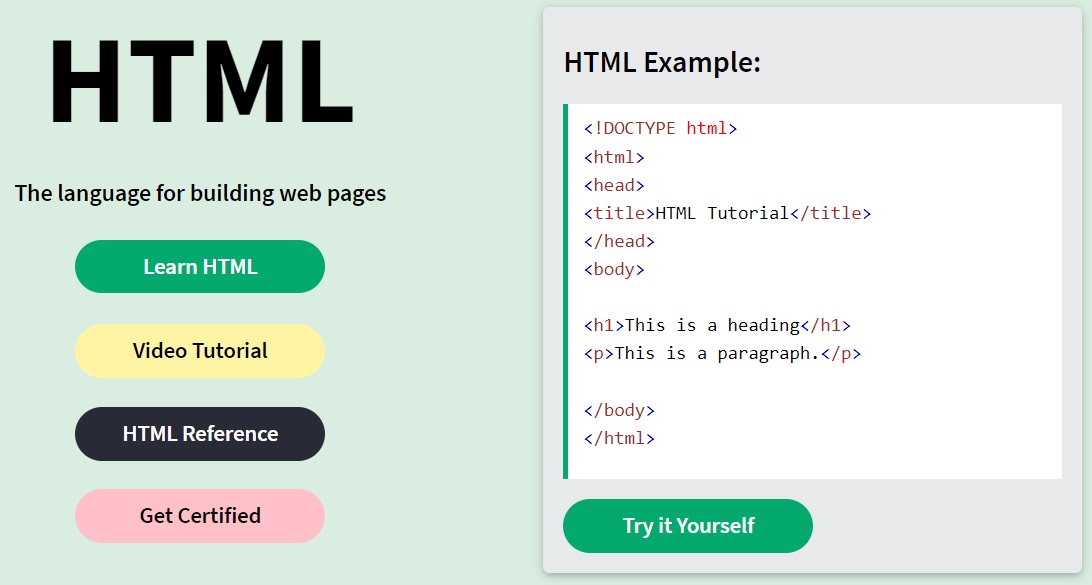 HTML
The language for building web pages
Learn HTML
Video Tutorial
HTML Reference
Get Certified
HTML Example:
<!DOCTYPE html>
<html>
<head>
<title>HTML Tutorial</title>
</head>
<body>
<h1>This is a heading</h1>
<p>This is a paragraph.</p>
</body>
</html>
Try it Yourself